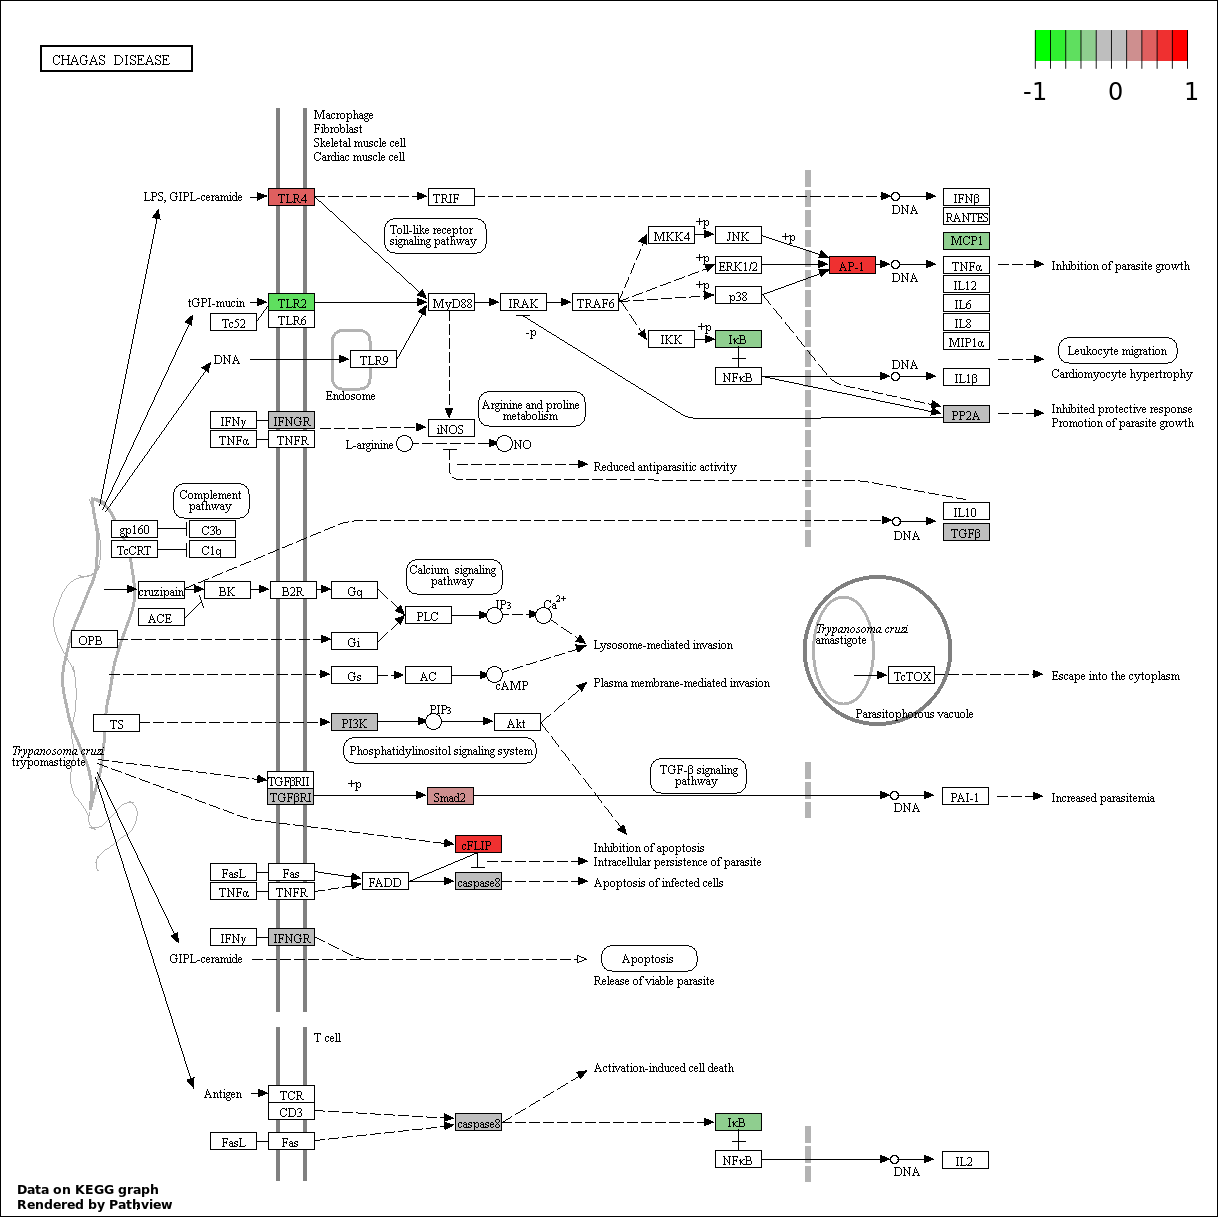 CHAGAS DISEASE
-1 0 1
Macrophage
Fibroblast
Skeletal muscle cell
Cardiac muscle cell
LPS, GIPL-ceramide
TLR4
TRIF
DNA
IFNβ
RANTES
Toll-like receptor
signaling pathway
MKK4
+p
JNK
+p
MCP1
+p
ERK1/2
AP-1
DNA
TNFα
Inhibition of parasite growth
IL12
tGPI-mucin
TLR2
MyD88
IRAK
TRAF6
+p
p38
IL6
Tc52
TLR6
IL8
-p
IKK
+p
IκB
MIP1α
DNA
TLR9
Leukocyte migration
Endosome
NFκB
DNA
IL1β
Cardiomyocyte hypertrophy
IFNγ
IFNGR
Arginine and proline
metabolism
PP2A
Inhibited protective response
Promotion of parasite growth
TNFα
TNFR
iNOS
L-arginine
NO
Reduced antiparasitic activity
Complement
pathway
IL10
gp160
C3b
DNA
TGFβ
TcCRT
C1q
Calcium signaling
pathway
cruzipain
BK
B2R
Gq
ACE
PLC
IP3
Ca2+
OPB
Gi
Lysosome-mediated invasion
Trypanosoma cruzi
amastigote
Gs
AC
cAMP
Plasma membrane-mediated invasion
TcTOX
Escape into the cytoplasm
Parasitophorous vacuole
TS
PI3K
PIP3
Akt
Phosphatidylinositol signaling system
Trypanosoma cruzi
trypomastigote
TGF-β signaling
pathway
TGFβRII
TGFβRI
+p
Smad2
DNA
PAI-1
Increased parasitemia
cFLIP
Inhibition of apoptosis
Intracellular persistence of parasite
FasL
Fas
FADD
caspase8
Apoptosis of infected cells
TNFα
TNFR
IFNγ
IFNGR
GIPL-ceramide
Apoptosis
Release of viable parasite
T cell
Activation-induced cell death
Antigen
TCR
CD3
caspase8
IκB
FasL
Fas
NFκB
DNA
IL2
Data on KEGG graph
Rendered by Pathview